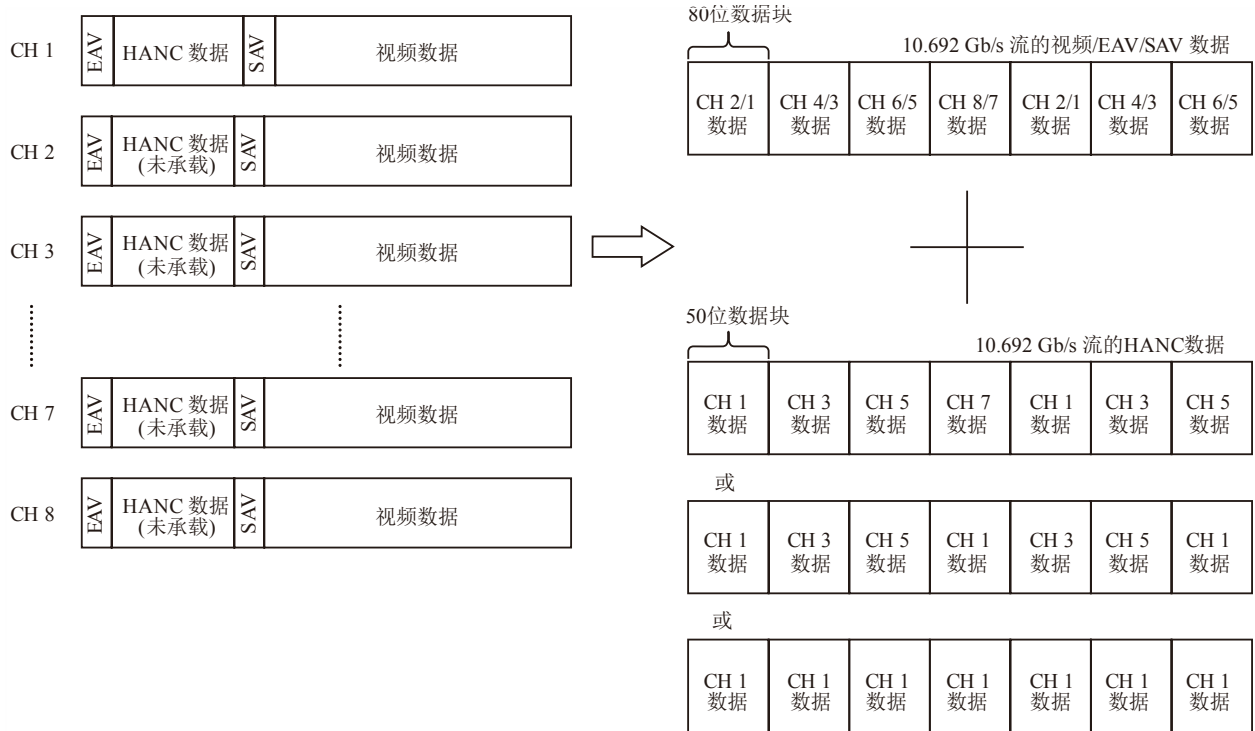 CH 1
EAV
HANC 数据
SAV
视频数据
CH 2
EAV
HANC 数据
(未承载)
SAV
视频数据
CH 3
EAV
HANC 数据
(未承载)
SAV
视频数据
CH 7
EAV
HANC 数据
(未承载)
SAV
视频数据
CH 8
EAV
HANC 数据
(未承载)
SAV
视频数据
80位数据块
10.692 Gb/s 流的视频/EAV/SAV 数据
CH 2/1 CH 4/3 CH 6/5 CH 8/7 CH 2/1 CH 4/3 CH 6/5
数据 数据 数据 数据 数据 数据 数据
50位数据块
10.692 Gb/s 流的HANC数据
CH 1 CH 3 CH 5 CH 7 CH 1 CH 3 CH 5
数据 数据 数据 数据 数据 数据 数据
或
CH 1 CH 3 CH 5 CH 1 CH 3 CH 5 CH 1
数据 数据 数据 数据 数据 数据 数据
或
CH 1 CH 1 CH 1 CH 1 CH 1 CH 1 CH 1
数据 数据 数据 数据 数据 数据 数据